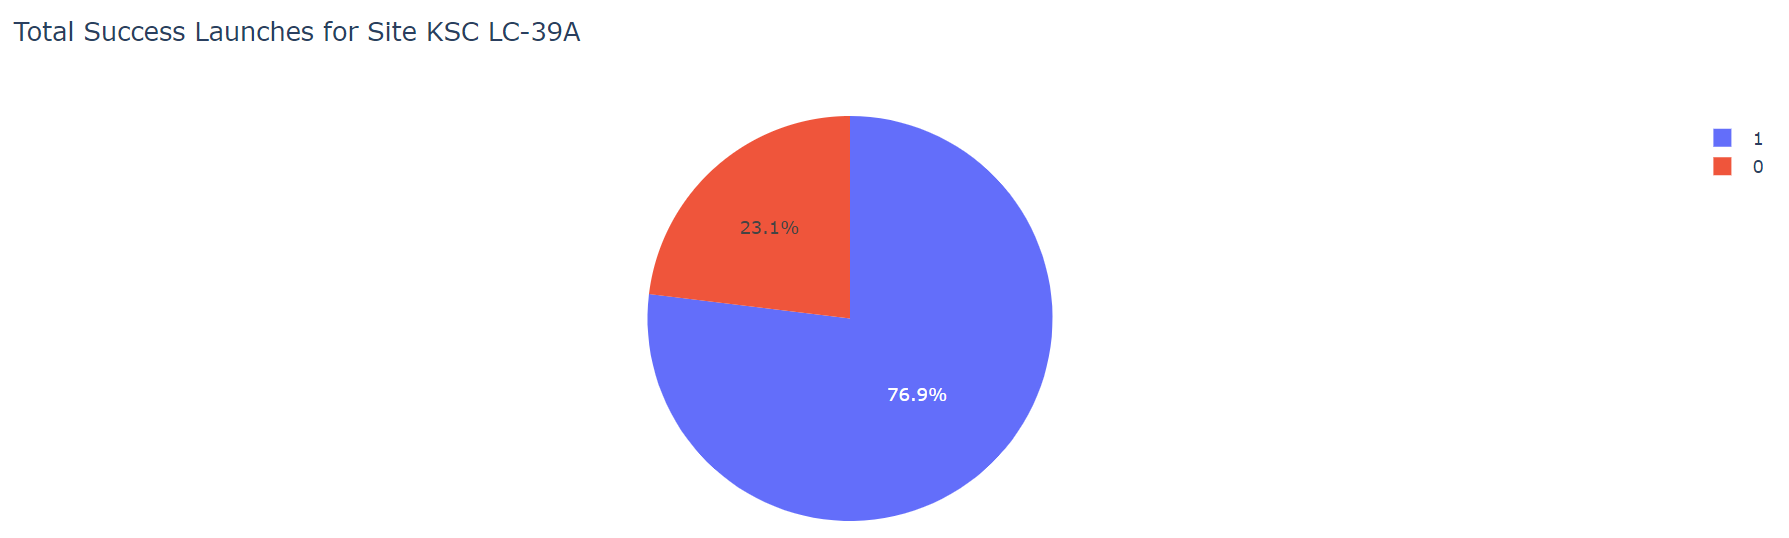 Total Success Launches for Site KSC LC-39A
1
0
23.1%
76.9%